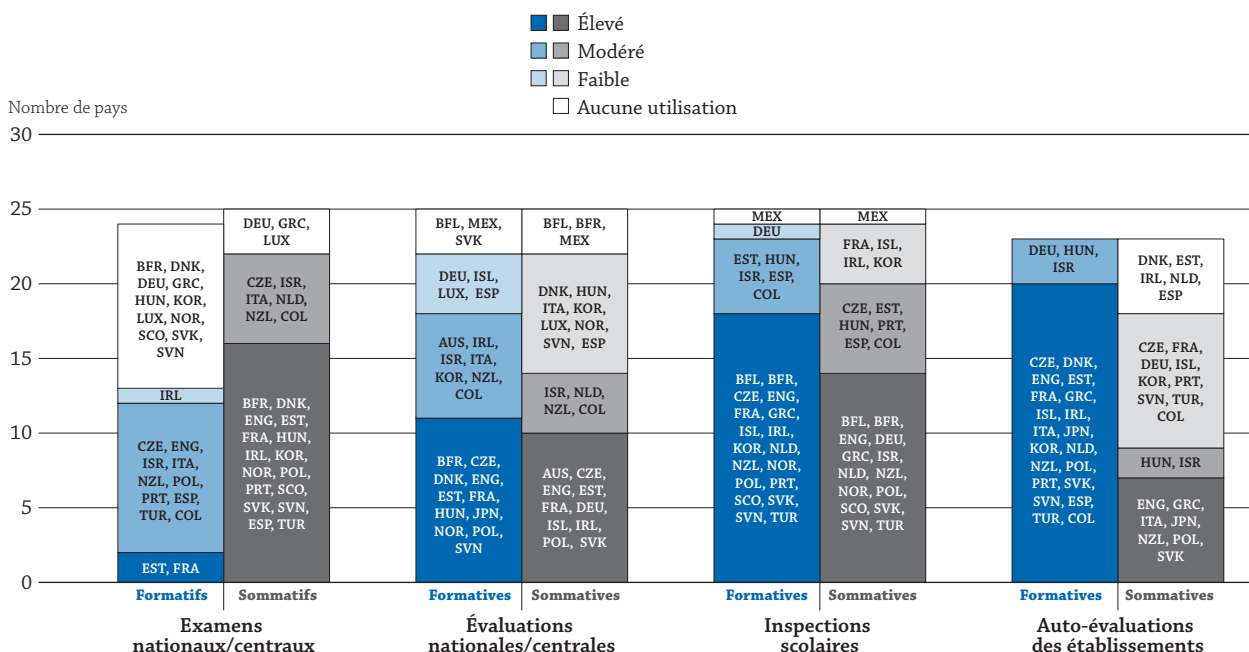 Élevé
Modéré
Faible
Aucune utilisation
Nombre de pays
30
25
20
15
10
5
0
BFR, DNK,
DEU, GRC,
HUN, KOR,
LUX, NOR,
SCO, SVK,
SVN
IRL
CZE, ENG,
ISR, ITA,
NZL, POL,
PRT, ESP,
TUR, COL
EST, FRA
DEU, GRC,
LUX
CZE, ISR,
ITA, NLD,
NZL, COL
BFR, DNK,
ENG, EST,
FRA, HUN,
IRL, KOR,
NOR, POL,
PRT, SCO,
SVK, SVN,
ESP, TUR
BFL, MEX,
SVK
DEU, ISL,
LUX, ESP
AUS, IRL,
ISR, ITA,
KOR, NZL,
COL
BFR, CZE,
DNK, ENG,
EST, FRA,
HUN, JPN,
NOR, POL,
SVN
BFL, BFR,
MEX
DNK, HUN,
ITA, KOR,
LUX, NOR,
SVN, ESP
ISR, NLD,
NZL, COL
AUS, CZE,
ENG, EST,
FRA, DEU,
ISL, IRL,
POL, SVK
MEX
DEU
EST, HUN,
ISR, ESP,
COL
BFL, BFR,
CZE, ENG,
FRA, GRC,
ISL, IRL,
KOR, NLD,
NZL, NOR,
POL, PRT,
SCO, SVK,
SVN, TUR
MEX
FRA, ISL,
IRL, KOR
CZE, EST,
HUN, PRT,
ESP, COL
BFL, BFR,
ENG, DEU,
GRC, ISR,
NLD, NZL,
NOR, POL,
SCO, SVK,
SVN, TUR
DEU, HUN,
ISR
CZE, DNK,
ENG, EST,
FRA, GRC,
ISL, IRL,
ITA, JPN,
KOR, NLD,
NZL, POL,
PRT, SVK,
SVN, ESP,
TUR, COL
DNK, EST,
IRL, NLD,
ESP
CZE, FRA,
DEU, ISL,
KOR, PRT,
SVN, TUR,
COL
HUN, ISR
ENG, GRC,
ITA, JPN,
NZL, POL,
SVK
Formatifs
Sommatifs
Formatives
Sommatives
Formatives
Sommatives
Formatives
Sommatives
Examens
nationaux/centraux
Évaluations
nationales/centrales
Inspections
scolaires
Auto-évaluations
des établissements